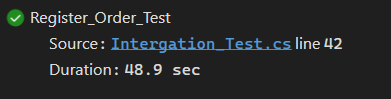 Register_Order_Test
Source: Intergation_Test.cs line 42
Duration: 48.9 sec